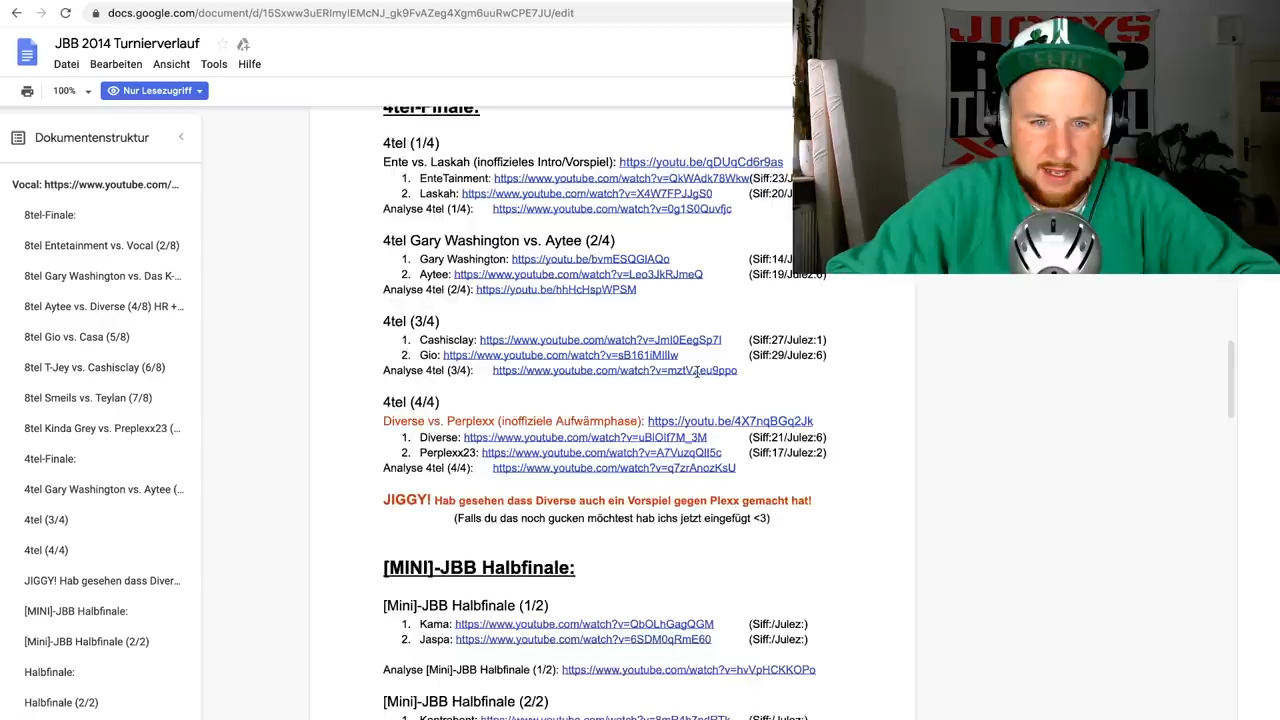 docs.google.com/document/d/15Sxww3uERlmylEMcNJ_gk9FvAZeg4Xgm6uuRwCPE7JU/edit
JBB 2014 Turnierverlauf
Datei Bearbeiten Ansicht Tools Hilfe
100% Nur Lesezugriff
Dokumentenstruktur
Vocal: https://www.youtube.com/...
8tel-Finale:
8tel Entetainment vs. Vocal (2/8)
8tel Gary Washington vs. Das K-...
8tel Aytee vs. Diverse (4/8) HR +...
8tel Gio vs. Casa (5/8)
8tel T-Jey vs. Cashisclay (6/8)
8tel Smeils vs. Teylan (7/8)
8tel Kinda Grey vs. Preplexx23 (...
4tel-Finale:
4tel Gary Washington vs. Aytee (...
4tel (3/4)
4tel (4/4)
JIGGY! Hab gesehen dass Diver...
[MINI]-JBB Halbfinale:
[Mini]-JBB Halbfinale (2/2)
Halbfinale:
Halbfinale (2/2)
4tel-Finale:
4tel (1/4)
Ente vs. Laskah (inoffizieles Intro/Vorspiel): https://youtu.be/qDUqCd6r9as
1. EnteTainment: https://www.youtube.com/watch?v=QkWAdk78Wkw(Siff:23/J
2. Laskah: https://www.youtube.com/watch?v=X4W7FPJJgS0 (Siff:20/J
Analyse 4tel (1/4): https://www.youtube.com/watch?v=0g1S0Quvfjc
4tel Gary Washington vs. Aytee (2/4)
1. Gary Washington: https://youtu.be/bvmESQGIAQo (Siff:14/
2. Aytee: https://www.youtube.com/watch?v=Leo3JkRJmeQ (Siff:19/Julez:6)
Analyse 4tel (2/4): https://youtu.be/hhHcHspWPSM
4tel (3/4)
1. Cashisclay: https://www.youtube.com/watch?v=JmI0EegSp7I (Siff:27/Julez:1)
2. Gio: https://www.youtube.com/watch?v=sB161iMIlIw (Siff:29/Julez:6)
Analyse 4tel (3/4): 
4tel (4/4)
Diverse vs. Perplexx (inoffiziele Aufwärmphase): https://youtu.be/4X7nqBGq2Jk
1. Diverse: https://www.youtube.com/watch?v=uBlOIf7M_3M (Siff:21/Julez:6)
2. Perplexx23: https://www.youtube.com/watch?v=A7VuzqQlI5c (Siff:17/Julez:2)
Analyse 4tel (4/4): https://www.youtube.com/watch?v=q7zrAnozKsU
JIGGY! Hab gesehen dass Diverse auch ein Vorspiel gegen Plexx gemacht hat!
(Falls du das noch gucken möchtest hab ichs jetzt eingefügt <3)
[MINI]-JBB Halbfinale:
[Mini]-JBB Halbfinale (1/2)
1. Kama: https://www.youtube.com/watch?v=QbOLhGagQGM (Siff:/Julez:)
2. Jaspa: https://www.youtube.com/watch?v=6SDM0qRmE60 (Siff:/Julez:)
Analyse [Mini]-JBB Halbfinale (1/2): https://www.youtube.com/watch?v=hvVpHCKKOPo
[Mini]-JBB Halbfinale (2/2)